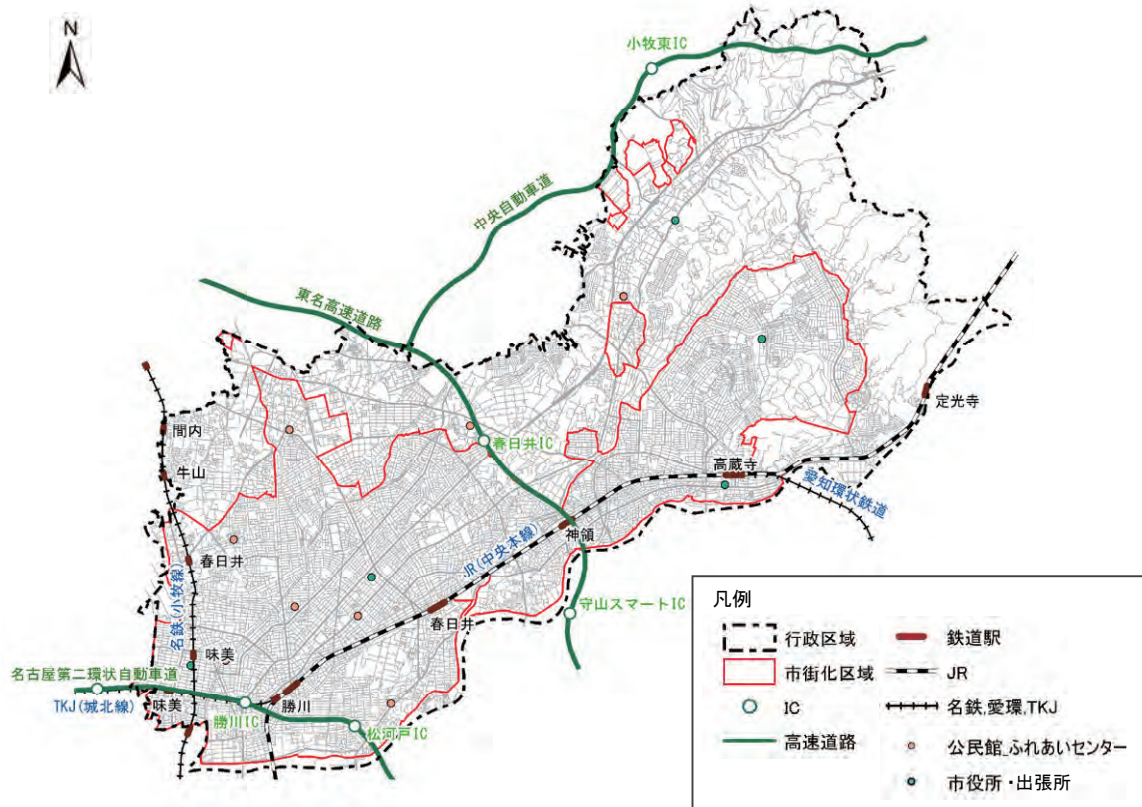 N
小牧東IC
中央自動車道
東名高速道路
間内
牛山
春日井IC
定光寺
高蔵寺
愛知環状鉄道
神領
JR(中央本線)
春日井
名鉄(小牧線)
春日井
守山スマートIC
味美
名古屋第二環状自動車道
TKJ(城北線)
味美
勝川IC
勝川
松河戸IC
凡例
行政区域
鉄道駅
市街化区域
JR
IC
名鉄,愛環,TKJ
高速道路
公民館_ふれあいセンター
市役所・出張所